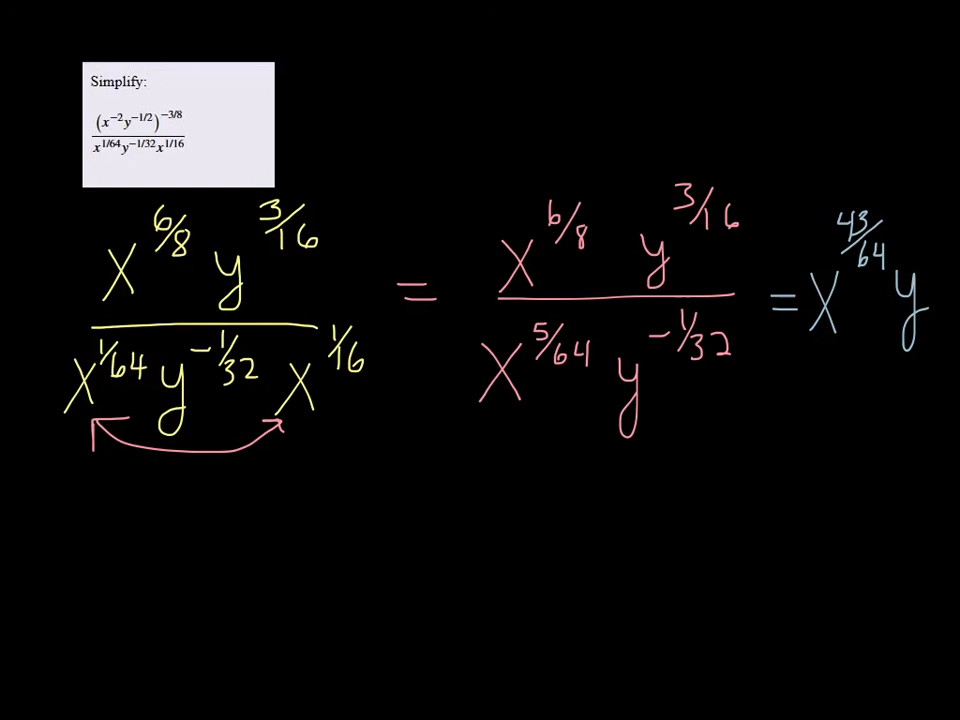 Simplify:
(x^−2 y^−1/2)^−3/8
x^1/64 y^−1/32 x^1/16
x^6/8 y^3/16 = x^6/8 y^3/16 = x^43/64 y
x^1/64 y^-1/32 x^1/16 x^5/64 y^-1/32